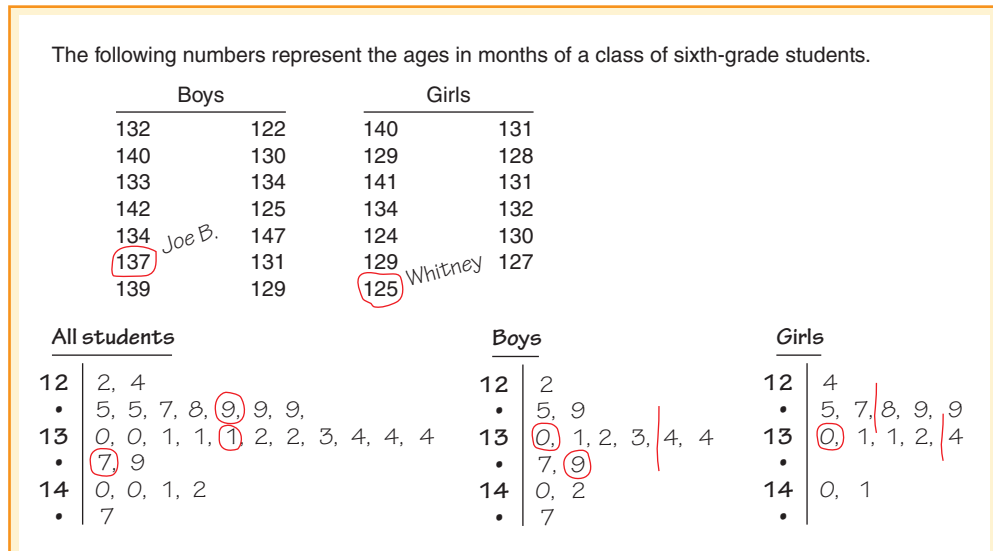 The following numbers represent the ages in months of a class of sixth-grade students.
Boys Girls
132 122 140 131
140 130 129 128
133 134 141 131
142 125 134 132
134 Joe B. 147 124 130
137 131 129 Whitney 127
139 129 125
All students Boys Girls
12 2, 4 12 2 12 4
• 5, 5, 7, 8, 9, 9, 9, • 5, 9 • 5, 7, 8, 9, 9
13 0, 0, 1, 1, 1, 2, 2, 3, 4, 4, 4 13 0, 1, 2, 3, 4, 4 13 0, 1, 1, 2, 4
• 7, 9 • 7, 9 •
14 0, 0, 1, 2 14 0, 2 14 0, 1
• 7 • 7 •